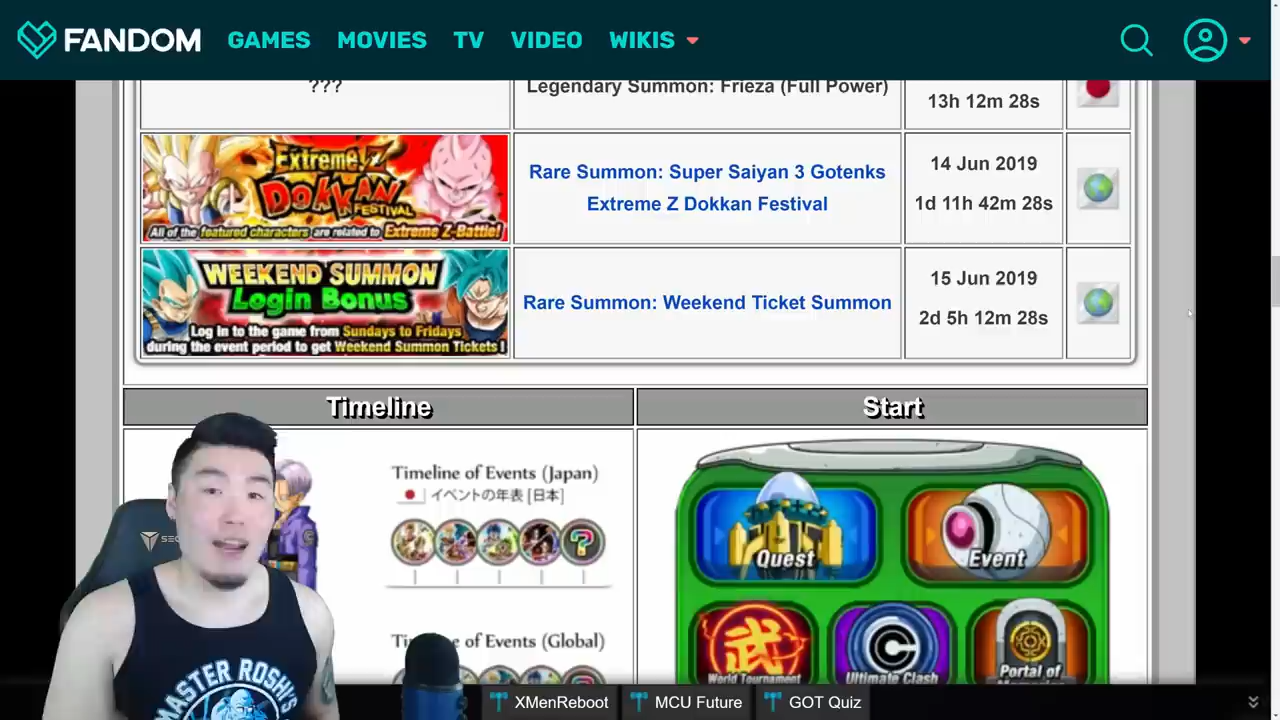 FANDOM GAMES MOVIES TV VIDEO WIKIS
???
Legendary Summon: Frieza (Full Power)
13h 12m 28s
Extreme Z
DOKKAN
FESTIVAL
All of the featured characters are related to Extreme Z-Battle!
Rare Summon: Super Saiyan 3 Gotenks
Extreme Z Dokkan Festival
14 Jun 2019
1d 11h 42m 28s
WEEKEND SUMMON
Login Bonus
Log in to the game from Sundays to Fridays
during the event period to get Weekend Summon Tickets!
Rare Summon: Weekend Ticket Summon
15 Jun 2019
2d 5h 12m 28s
Timeline
Start
Timeline of Events (Japan)
イベントの年表 [日本]
Quest
Event
of Events (Global)
World Tournament
Ultimate Clash
Portal of
SEC
MASTER ROSHI'S
XMenReboot
MCU Future
GOT Quiz